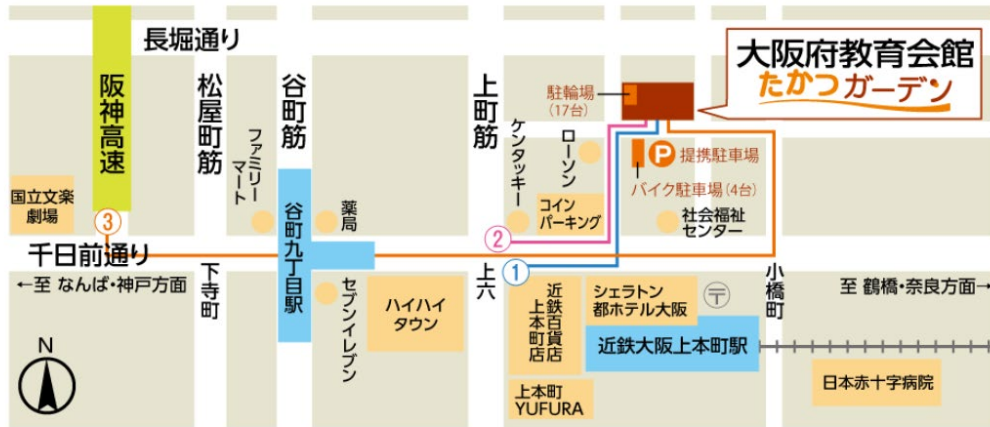 長堀通り
阪神高速
松屋町筋
谷町筋
上町筋
大阪府教育会館
たかつガーデン
駐輪場
(17台)
ファミリー
マート
ケンタッキー
ローソン
P 提携駐車場
バイク駐車場(4台)
国立文楽
劇場
3
薬局
谷町九丁目駅
コイン
パーキング
社会福祉
センター
2
千日前通り
1
←至 なんば・神戸方面
下寺町
セブンイレブン
ハイハイ
タウン
上六
近鉄百貨店
上本町店
シェラトン
都ホテル大阪
〒
小橋町
至 鶴橋・奈良方面→
近鉄大阪上本町駅
N
上本町
YUFURA
日本赤十字病院